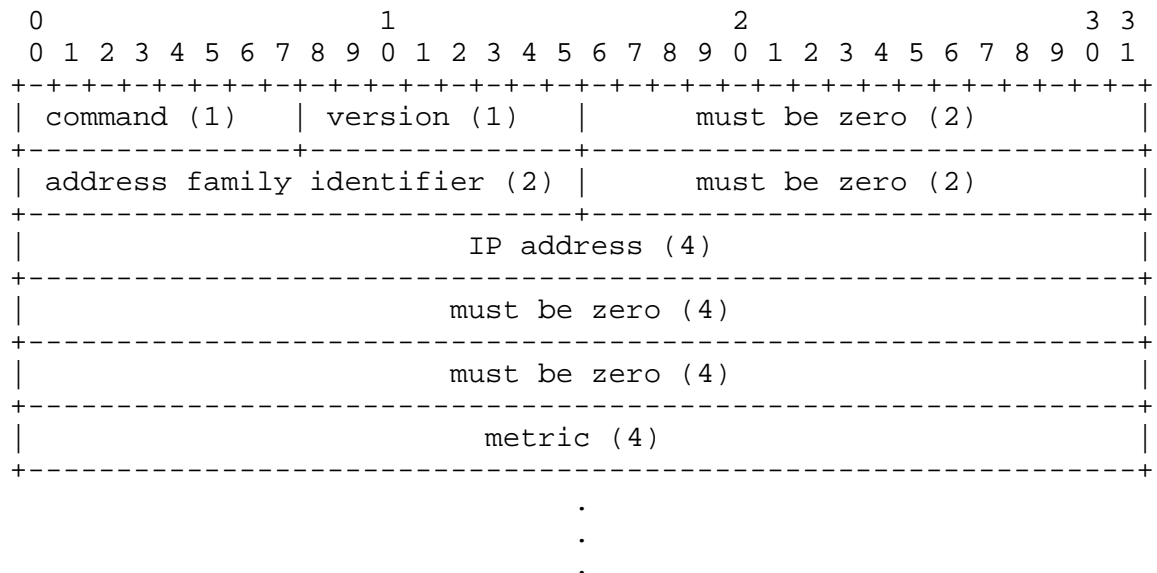 0                   1                   2                   3 3
0 1 2 3 4 5 6 7 8 9 0 1 2 3 4 5 6 7 8 9 0 1 2 3 4 5 6 7 8 9 0 1
+-+-+-+-+-+-+-+-+-+-+-+-+-+-+-+-+-+-+-+-+-+-+-+-+-+-+-+-+-+-+-+-+
| command (1)   | version (1)   |      must be zero (2)         |
+---------------+---------------+-------------------------------+
| address family identifier (2) |      must be zero (2)         |
+-------------------------------+-------------------------------+
|                         IP address (4)                        |
+---------------------------------------------------------------+
|                        must be zero (4)                       |
+---------------------------------------------------------------+
|                        must be zero (4)                       |
+---------------------------------------------------------------+
|                          metric (4)                           |
+---------------------------------------------------------------+
.
.
.